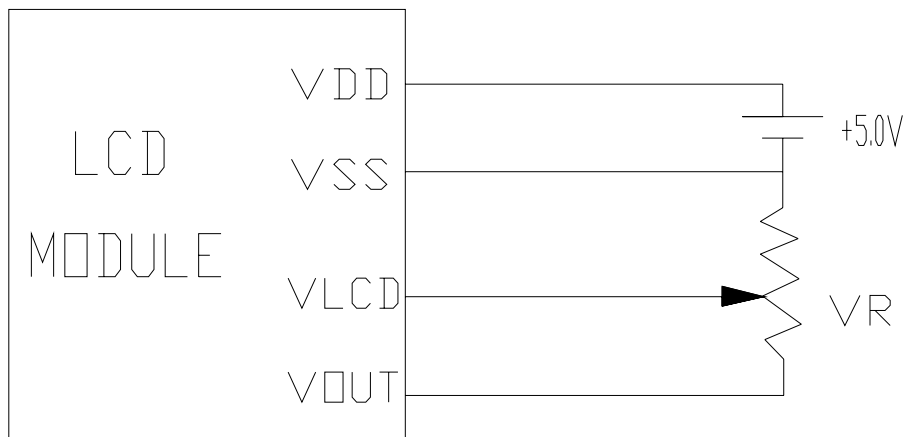 VDD
LCD
+5.0V
VSS
MODULE
VLCD
VR
VOUT